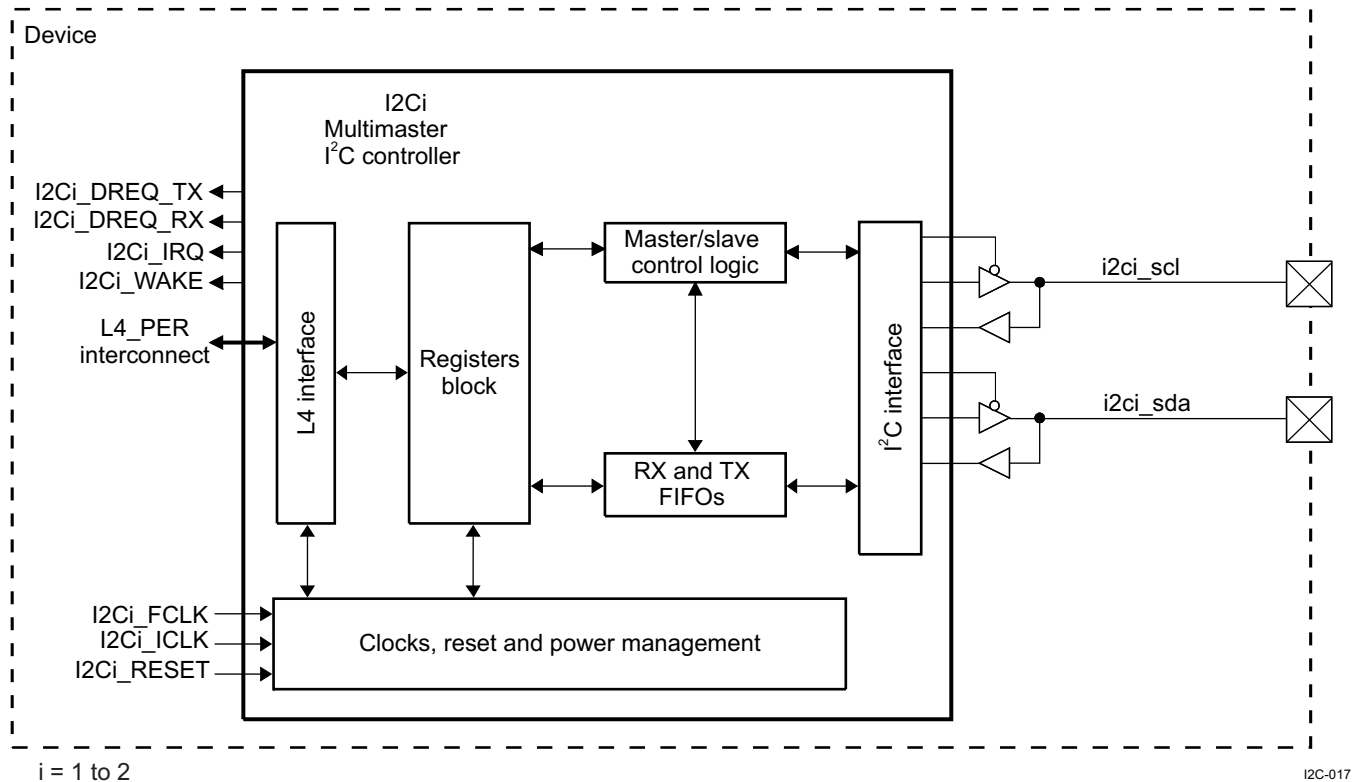 Device
I2Ci
Multimaster
I²C controller
I2Ci_DREQ_TX
I2Ci_DREQ_RX
I2Ci_IRQ
I2Ci_WAKE
L4_PER
interconnect
L4 interface
Registers
block
Master/slave
control logic
RX and TX
FIFOs
I²C interface
i2ci_scl
i2ci_sda
I2Ci_FCLK
I2Ci_ICLK
I2Ci_RESET
Clocks, reset and power management
i = 1 to 2
I2C-017